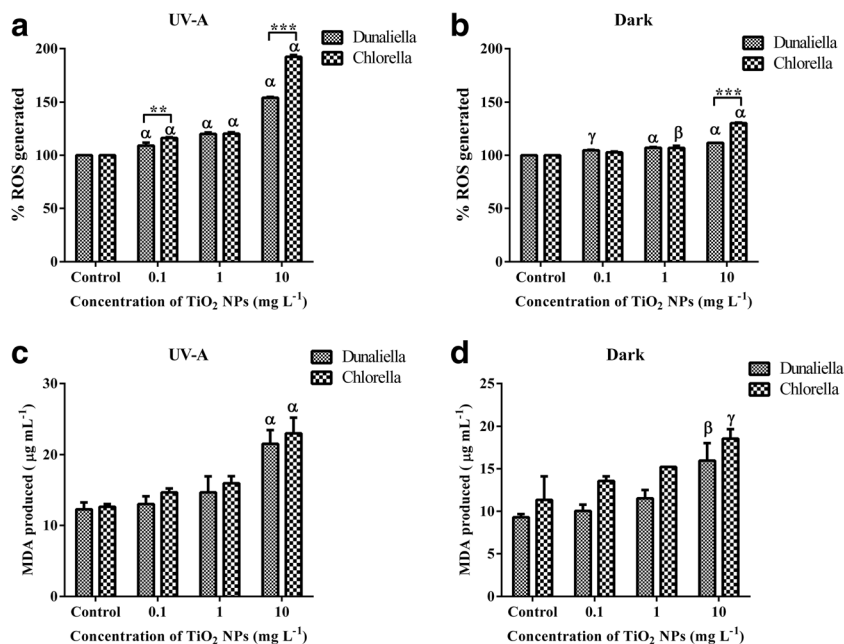 a
UV-A
Dunaliella
Chlorella
% ROS generated
200
150
100
50
0
α
α
**
α
α
α
α
***
Control
0.1
1
10
Concentration of TiO₂ NPs (mg L⁻¹)
b
Dark
Dunaliella
Chlorella
% ROS generated
200
150
100
50
0
γ
α
β
α
α
***
Control
0.1
1
10
Concentration of TiO₂ NPs (mg L⁻¹)
c
UV-A
Dunaliella
Chlorella
MDA produced ( µg mL⁻¹)
30
20
10
0
α
α
Control
0.1
1
10
Concentration of TiO₂ NPs (mg L⁻¹)
d
Dark
Dunaliella
Chlorella
MDA produced ( µg mL⁻¹)
25
20
15
10
5
0
β
γ
Control
0.1
1
10
Concentration of TiO₂ NPs (mg L⁻¹)